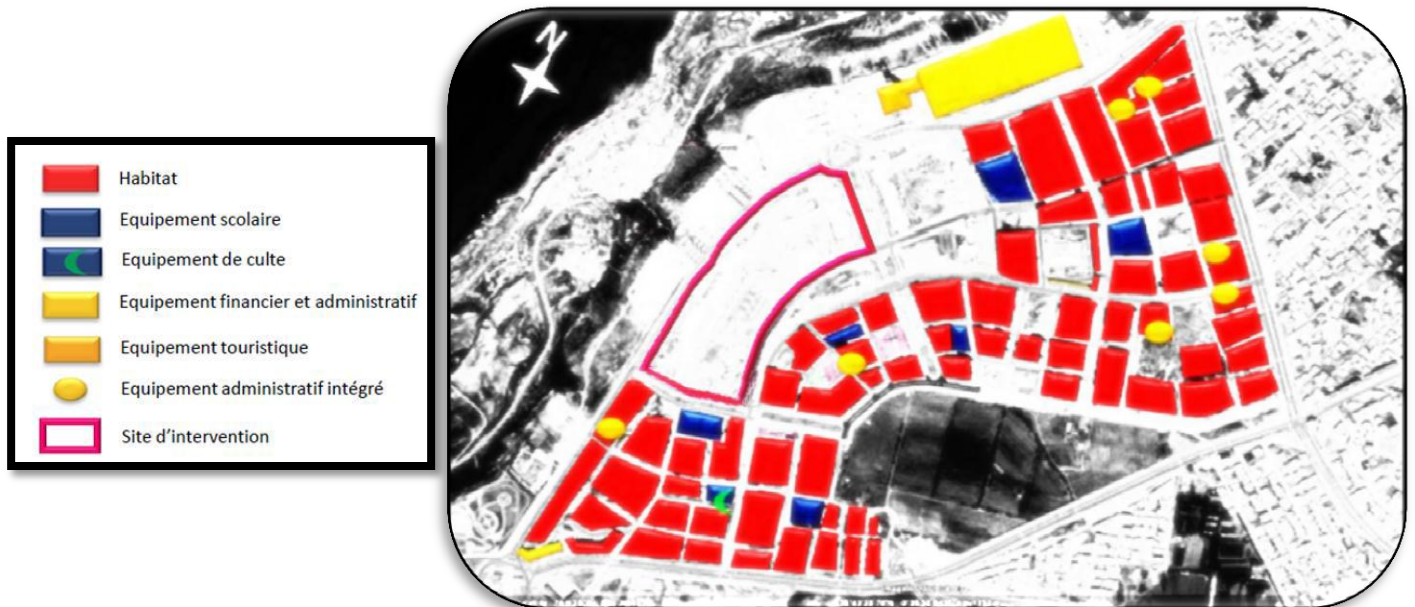 N
Habitat
Equipement scolaire
Equipement de culte
Equipement financier et administratif
Equipement touristique
Equipement administratif intégré
Site d'intervention